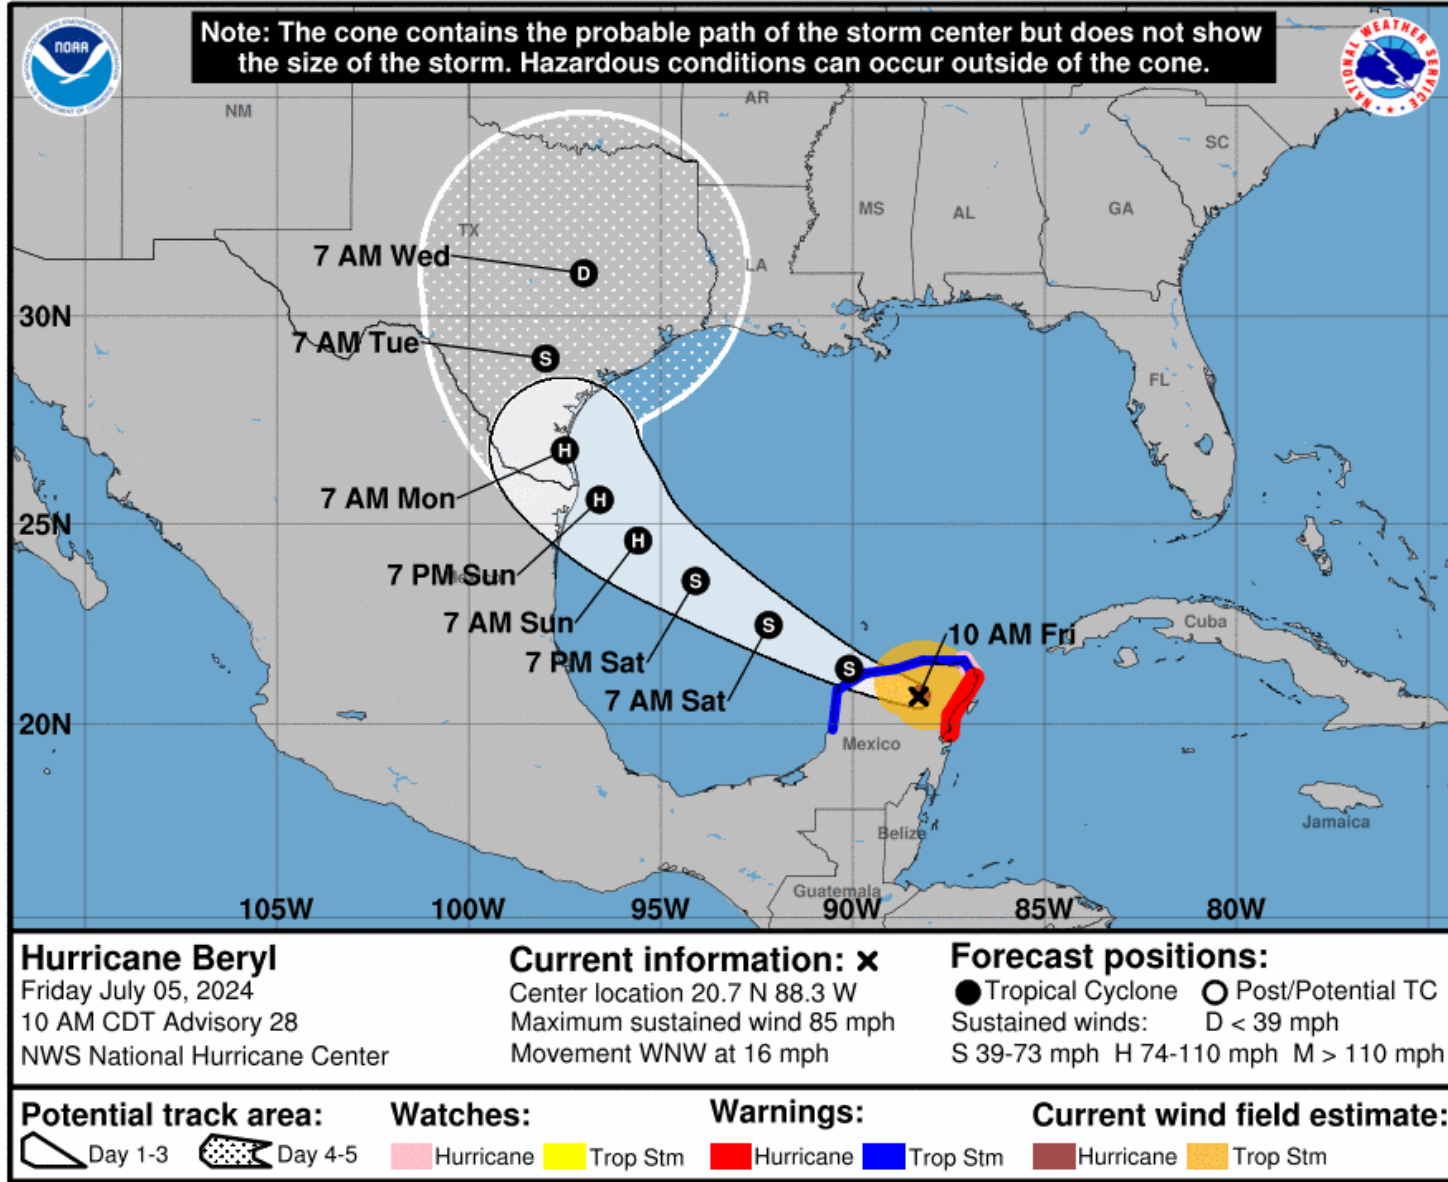 Note: The cone contains the probable path of the storm center but does not show
the size of the storm. Hazardous conditions can occur outside of the cone.
NOAA
NATIONAL WEATHER SERVICE
NM
AR
SC
MS
AL
GA
TX
LA
7 AM Wed
30N
7 AM Tue
FL
7 AM Mon
25N
7 PM Sun
7 AM Sun
Cuba
10 AM Fri
7 PM Sat
7 AM Sat
20N
Mexico
Jamaica
Belize
Guatemala
105W
100W
95W
90W
85W
80W
D
S
H
H
H
S
S
S
Hurricane Beryl
Friday July 05, 2024
10 AM CDT Advisory 28
NWS National Hurricane Center
Current information: ×
Center location 20.7 N 88.3 W
Maximum sustained wind 85 mph
Movement WNW at 16 mph
Forecast positions:
Tropical Cyclone Post/Potential TC
Sustained winds: D < 39 mph
S 39-73 mph H 74-110 mph M > 110 mph
Potential track area:
Day 1-3 Day 4-5
Watches:
Hurricane Trop Stm
Warnings:
Hurricane Trop Stm
Current wind field estimate:
Hurricane Trop Stm